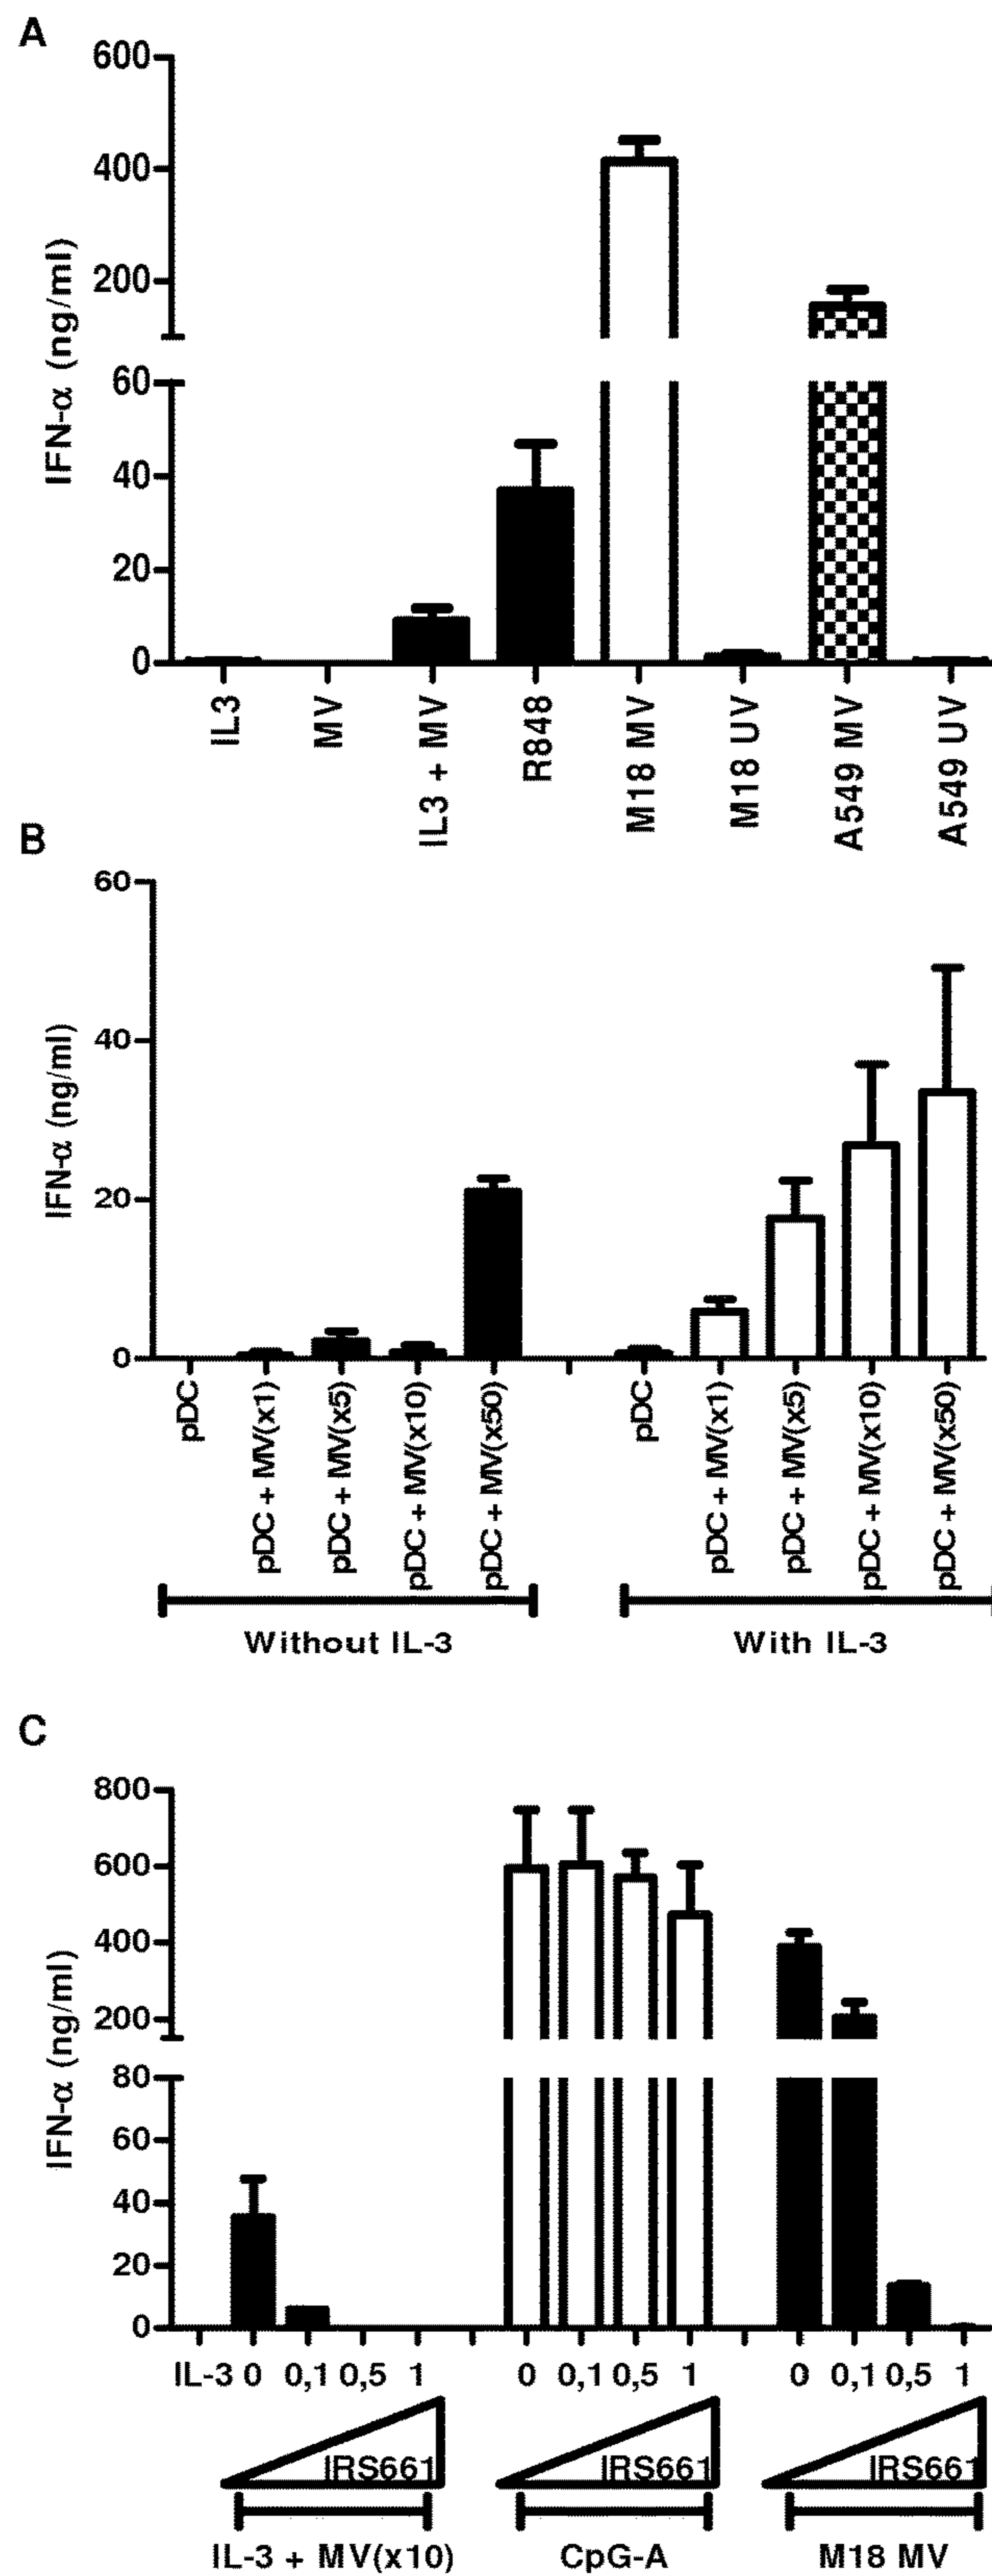 A
600
400
200
60
40
20
0
IFN-α (ng/ml)
IL3
MV
IL3 + MV
R848
M18 MV
M18 UV
A549 MV
A549 UV
B
60
40
20
0
IFN-α (ng/ml)
pDC
pDC + MV(x1)
pDC + MV(x5)
pDC + MV(x10)
pDC + MV(x50)
pDC
pDC + MV(x1)
pDC + MV(x5)
pDC + MV(x10)
pDC + MV(x50)
Without IL-3
With IL-3
C
800
600
400
200
80
60
40
20
0
IFN-α (ng/ml)
IL-3 0 0,1 0,5 1 0 0,1 0,5 1 0 0,1 0,5 1
IRS661 IRS661 IRS661
IL-3 + MV(x10) CpG-A M18 MV